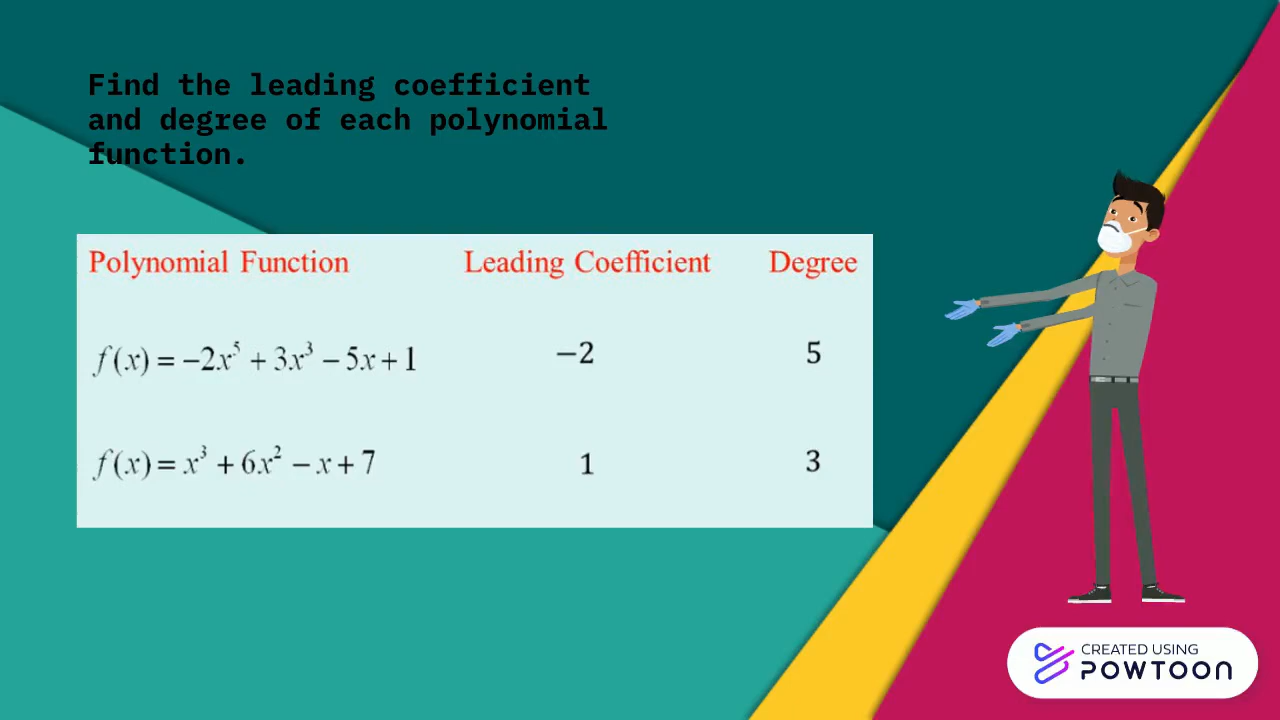 Find the leading coefficient
and degree of each polynomial
function.
Polynomial Function Leading Coefficient Degree
f(x) = −2x⁵ + 3x³ − 5x + 1 −2 5
f(x) = x³ + 6x² − x + 7 1 3
CREATED USING
POWTOON